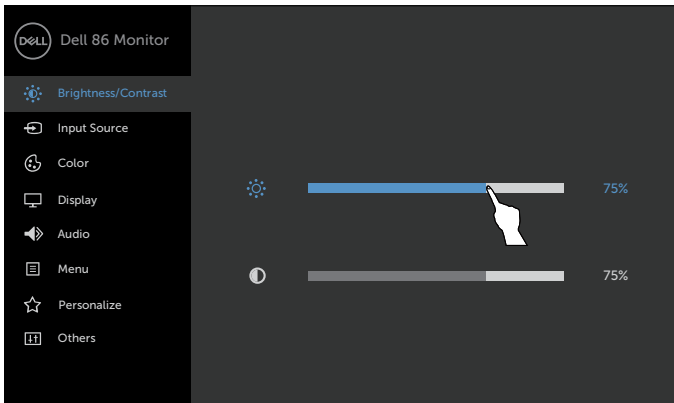 DELL Dell 86 Monitor
Brightness/Contrast
Input Source
Color
Display
75%
Audio
Menu
75%
Personalize
Others